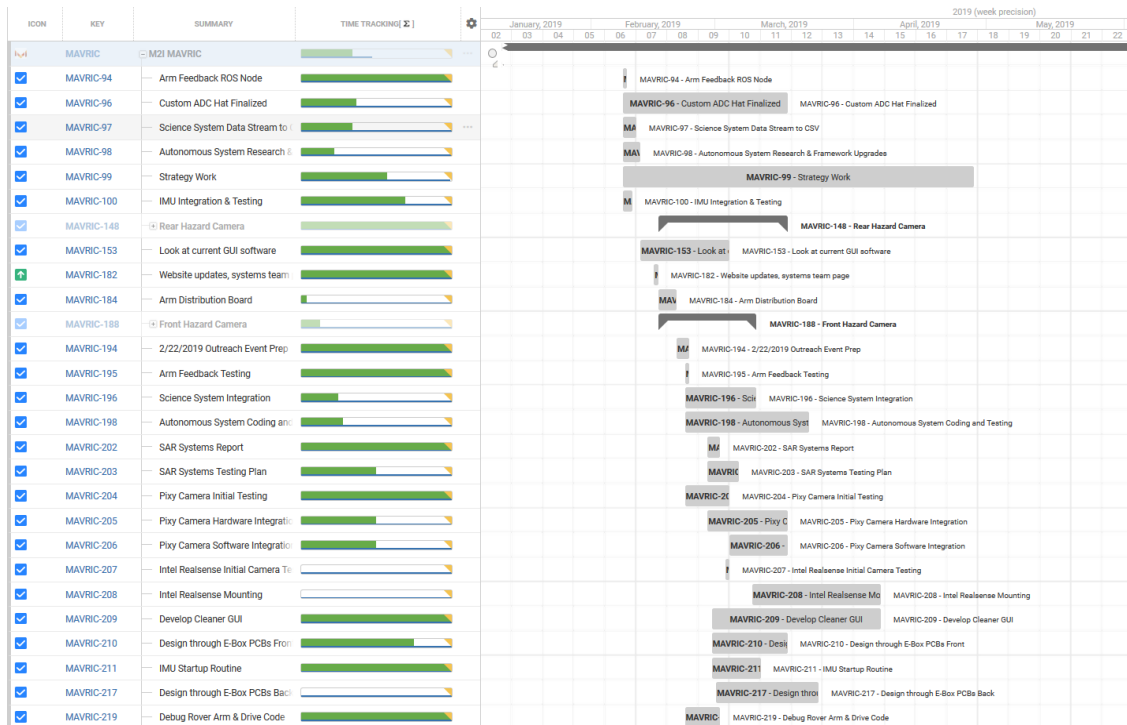 2019 (week precision)
ICON KEY SUMMARY TIME TRACKING[ Σ ] January, 2019 February, 2019 March, 2019 April, 2019 May, 2019
02 03 04 05 06 07 08 09 10 11 12 13 14 15 16 17 18 19 20 21 22
MAVRIC M2I MAVRIC
MAVRIC-94 Arm Feedback ROS Node MAVRIC-94 - Arm Feedback ROS Node
MAVRIC-96 Custom ADC Hat Finalized MAVRIC-96 - Custom ADC Hat Finalized MAVRIC-96 - Custom ADC Hat Finalized
MAVRIC-97 Science System Data Stream to MA MAVRIC-97 - Science System Data Stream to CSV
MAVRIC-98 Autonomous System Research & MAV MAVRIC-98 - Autonomous System Research & Framework Upgrades
MAVRIC-99 Strategy Work MAVRIC-99 - Strategy Work
MAVRIC-100 IMU Integration & Testing M MAVRIC-100 - IMU Integration & Testing
MAVRIC-148 Rear Hazard Camera MAVRIC-148 - Rear Hazard Camera
MAVRIC-153 Look at current GUI software MAVRIC-153 - Look at MAVRIC-153 - Look at current GUI software
MAVRIC-182 Website updates, systems team MAVRIC-182 - Website updates, systems team page
MAVRIC-184 Arm Distribution Board MAV MAVRIC-184 - Arm Distribution Board
MAVRIC-188 Front Hazard Camera MAVRIC-188 - Front Hazard Camera
MAVRIC-194 2/22/2019 Outreach Event Prep MA MAVRIC-194 - 2/22/2019 Outreach Event Prep
MAVRIC-195 Arm Feedback Testing MAVRIC-195 - Arm Feedback Testing
MAVRIC-196 Science System Integration MAVRIC-196 - Scie MAVRIC-196 - Science System Integration
MAVRIC-198 Autonomous System Coding and MAVRIC-198 - Autonomous Syst MAVRIC-198 - Autonomous System Coding and Testing
MAVRIC-202 SAR Systems Report MA MAVRIC-202 - SAR Systems Report
MAVRIC-203 SAR Systems Testing Plan MAVRIC MAVRIC-203 - SAR Systems Testing Plan
MAVRIC-204 Pixy Camera Initial Testing MAVRIC-20 MAVRIC-204 - Pixy Camera Initial Testing
MAVRIC-205 Pixy Camera Hardware Integratio MAVRIC-205 - Pixy C MAVRIC-205 - Pixy Camera Hardware Integration
MAVRIC-206 Pixy Camera Software Integration MAVRIC-206 - MAVRIC-206 - Pixy Camera Software Integration
MAVRIC-207 Intel Realsense Initial Camera Te MAVRIC-207 - Intel Realsense Initial Camera Testing
MAVRIC-208 Intel Realsense Mounting MAVRIC-208 - Intel Realsense Mo MAVRIC-208 - Intel Realsense Mounting
MAVRIC-209 Develop Cleaner GUI MAVRIC-209 - Develop Cleaner GUI MAVRIC-209 - Develop Cleaner GUI
MAVRIC-210 Design through E-Box PCBs Fron MAVRIC-210 - Desi MAVRIC-210 - Design through E-Box PCBs Front
MAVRIC-211 IMU Startup Routine MAVRIC-211 MAVRIC-211 - IMU Startup Routine
MAVRIC-217 Design through E-Box PCBs Back MAVRIC-217 - Design throu MAVRIC-217 - Design through E-Box PCBs Back
MAVRIC-219 Debug Rover Arm & Drive Code MAVRIC- MAVRIC-219 - Debug Rover Arm & Drive Code